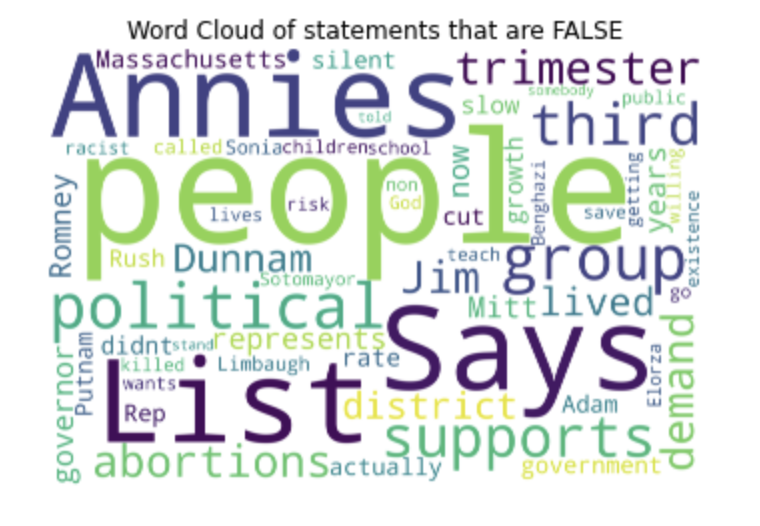 Word Cloud of statements that are FALSE
Massachusetts silent trimester
Annies somebody public
told slow third
racist called Sonia children school
people now growth Benghazi getting years willing
non God lives risk cut save existence
Romney Rush Dunnam Jim group
Sotomayor teach go
political Mitt lived
governor Putnam didnt stand represents Says demand
killed Limbaugh rate Elorza
wants List
Rep district Adam
supports
abortions actually government